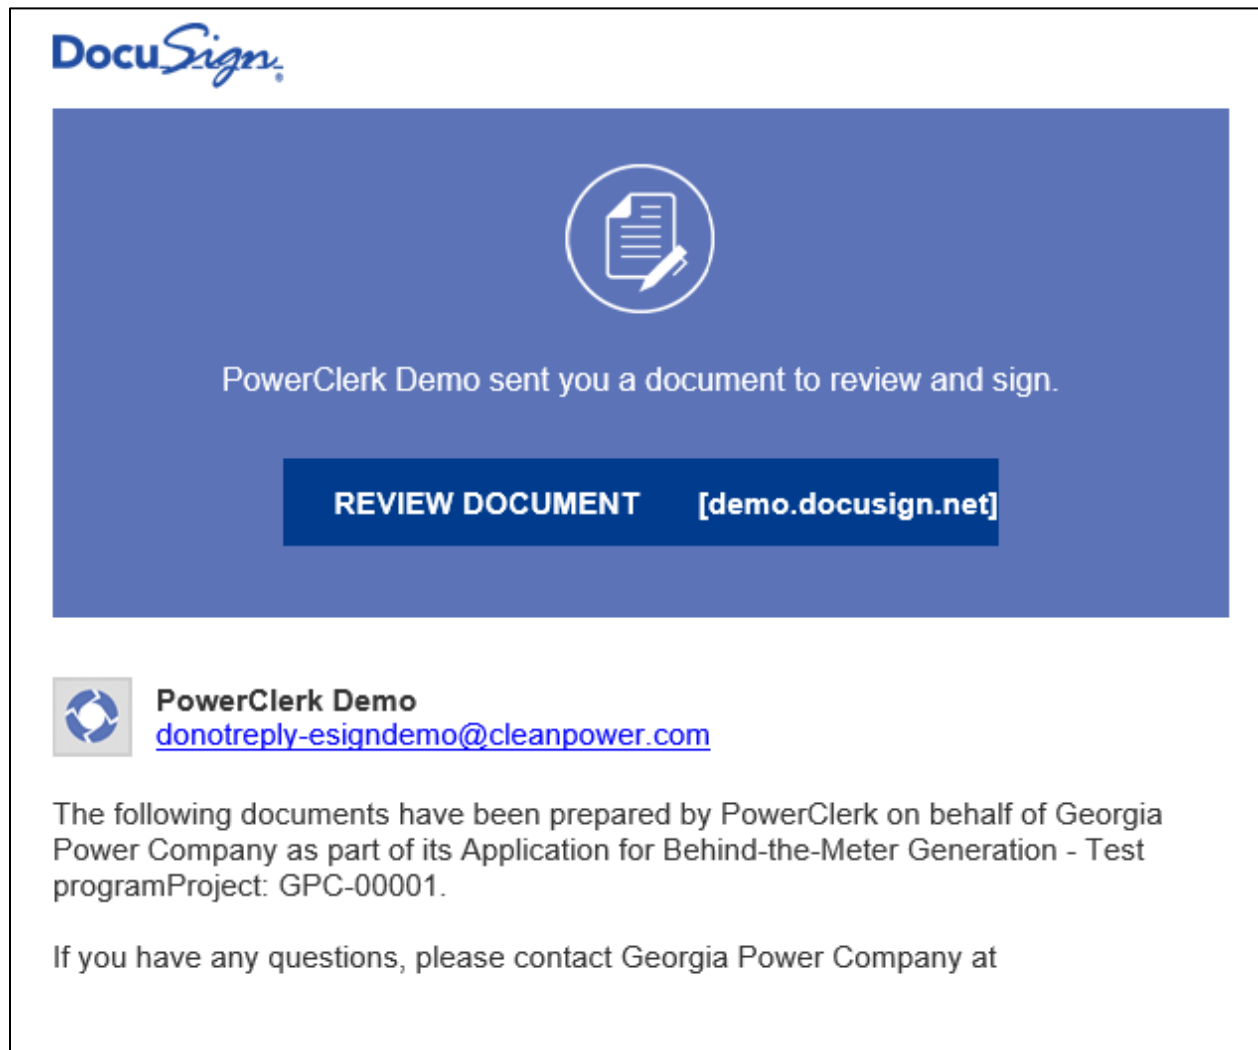 DocuSign®
PowerClerk Demo sent you a document to review and sign.
REVIEW DOCUMENT [demo.docusign.net]
PowerClerk Demo
donotreply-esigndemo@cleanpower.com
The following documents have been prepared by PowerClerk on behalf of Georgia
Power Company as part of its Application for Behind-the-Meter Generation - Test
programProject: GPC-00001.
If you have any questions, please contact Georgia Power Company at